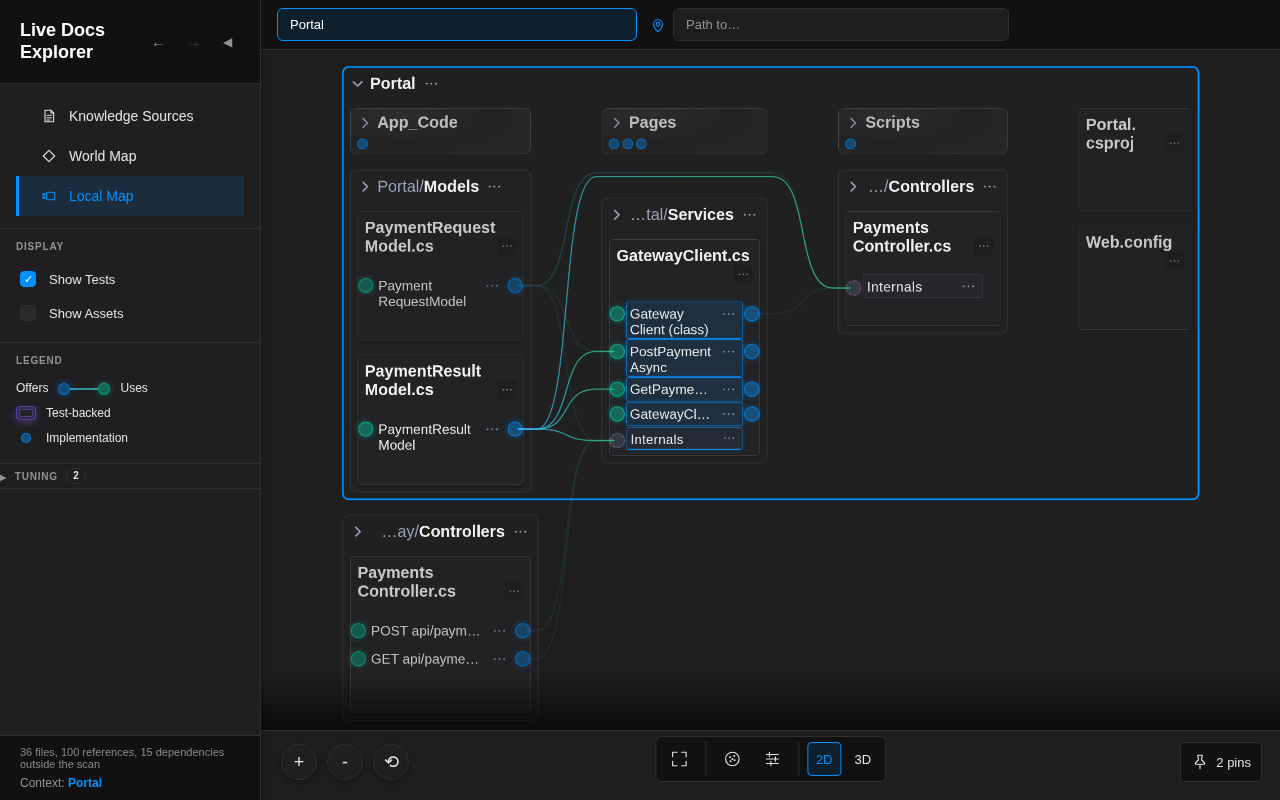 Live Docs
Explorer
Knowledge Sources
World Map
Local Map
DISPLAY
Show Tests
Show Assets
LEGEND
Offers
Uses
Test-backed
Implementation
TUNING 2
36 files, 100 references, 15 dependencies
outside the scan
Context: Portal
Portal
Path to…
Portal
App_Code
Pages
Scripts
Portal.
csproj
Web.config
Portal/Models
PaymentRequest
Model.cs
Payment
RequestModel
PaymentResult
Model.cs
PaymentResult
Model
…tal/Services
GatewayClient.cs
Gateway
Client (class)
PostPayment
Async
GetPayme…
GatewayCl…
Internals
…/Controllers
Payments
Controller.cs
Internals
…ay/Controllers
Payments
Controller.cs
POST api/paym…
GET api/payme…
+
-
2D
3D
2 pins